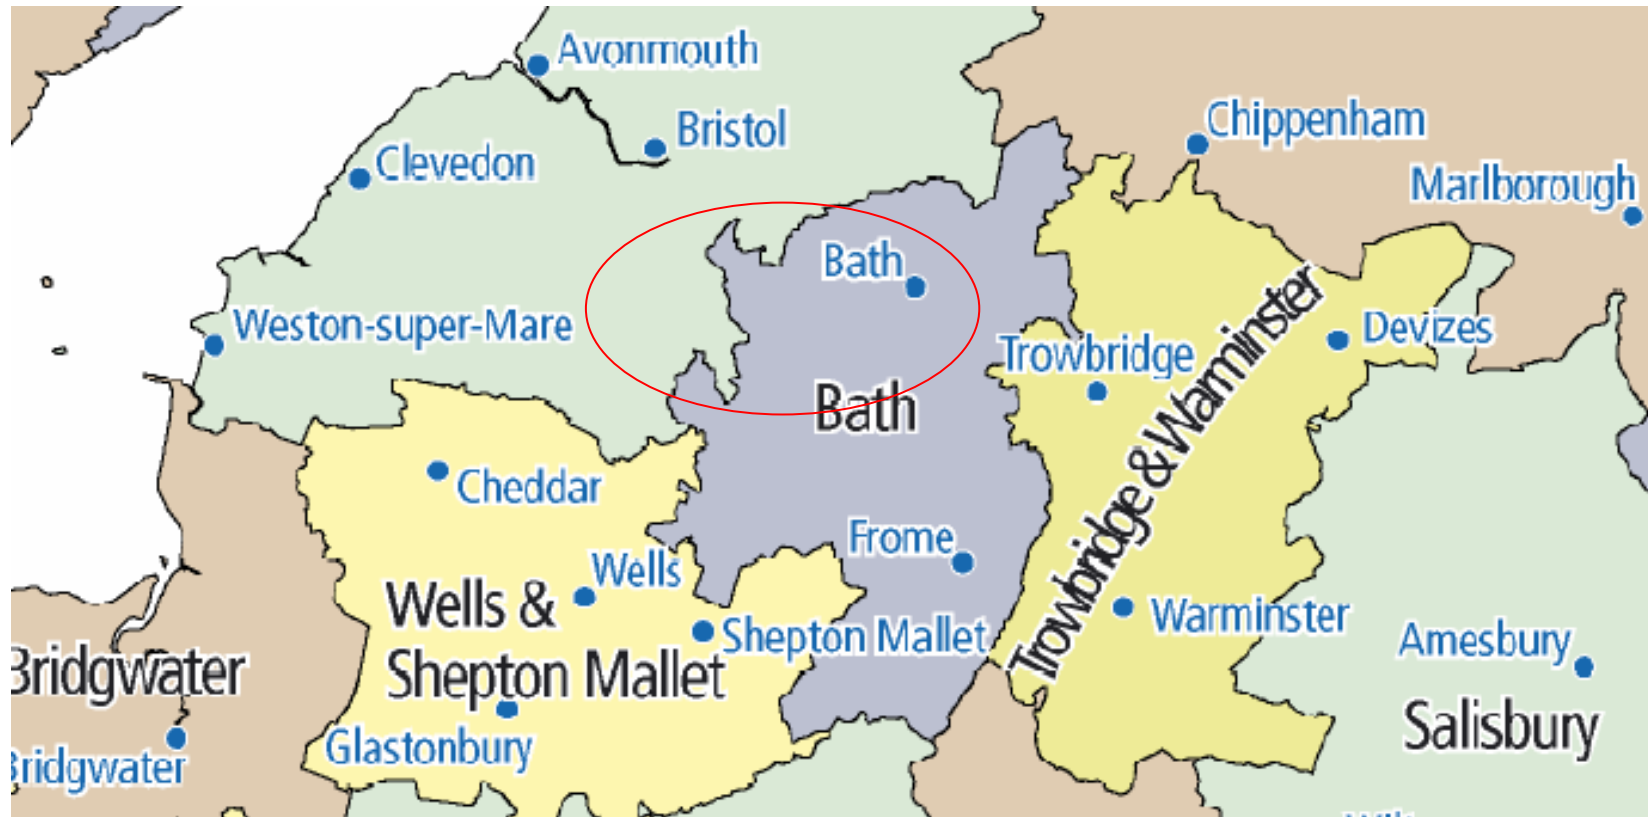 Avonmouth
Bristol
Chippenham
Clevedon
Marlborough
Bath
Weston-super-Mare
Trowbridge
Devizes
Bath
Trowbridge & Warminster
Cheddar
Frome
Wells
Wells &
Shepton Mallet
Shepton Mallet
Warminster
Amesbury
Bridgwater
Salisbury
Glastonbury
Bridgwater